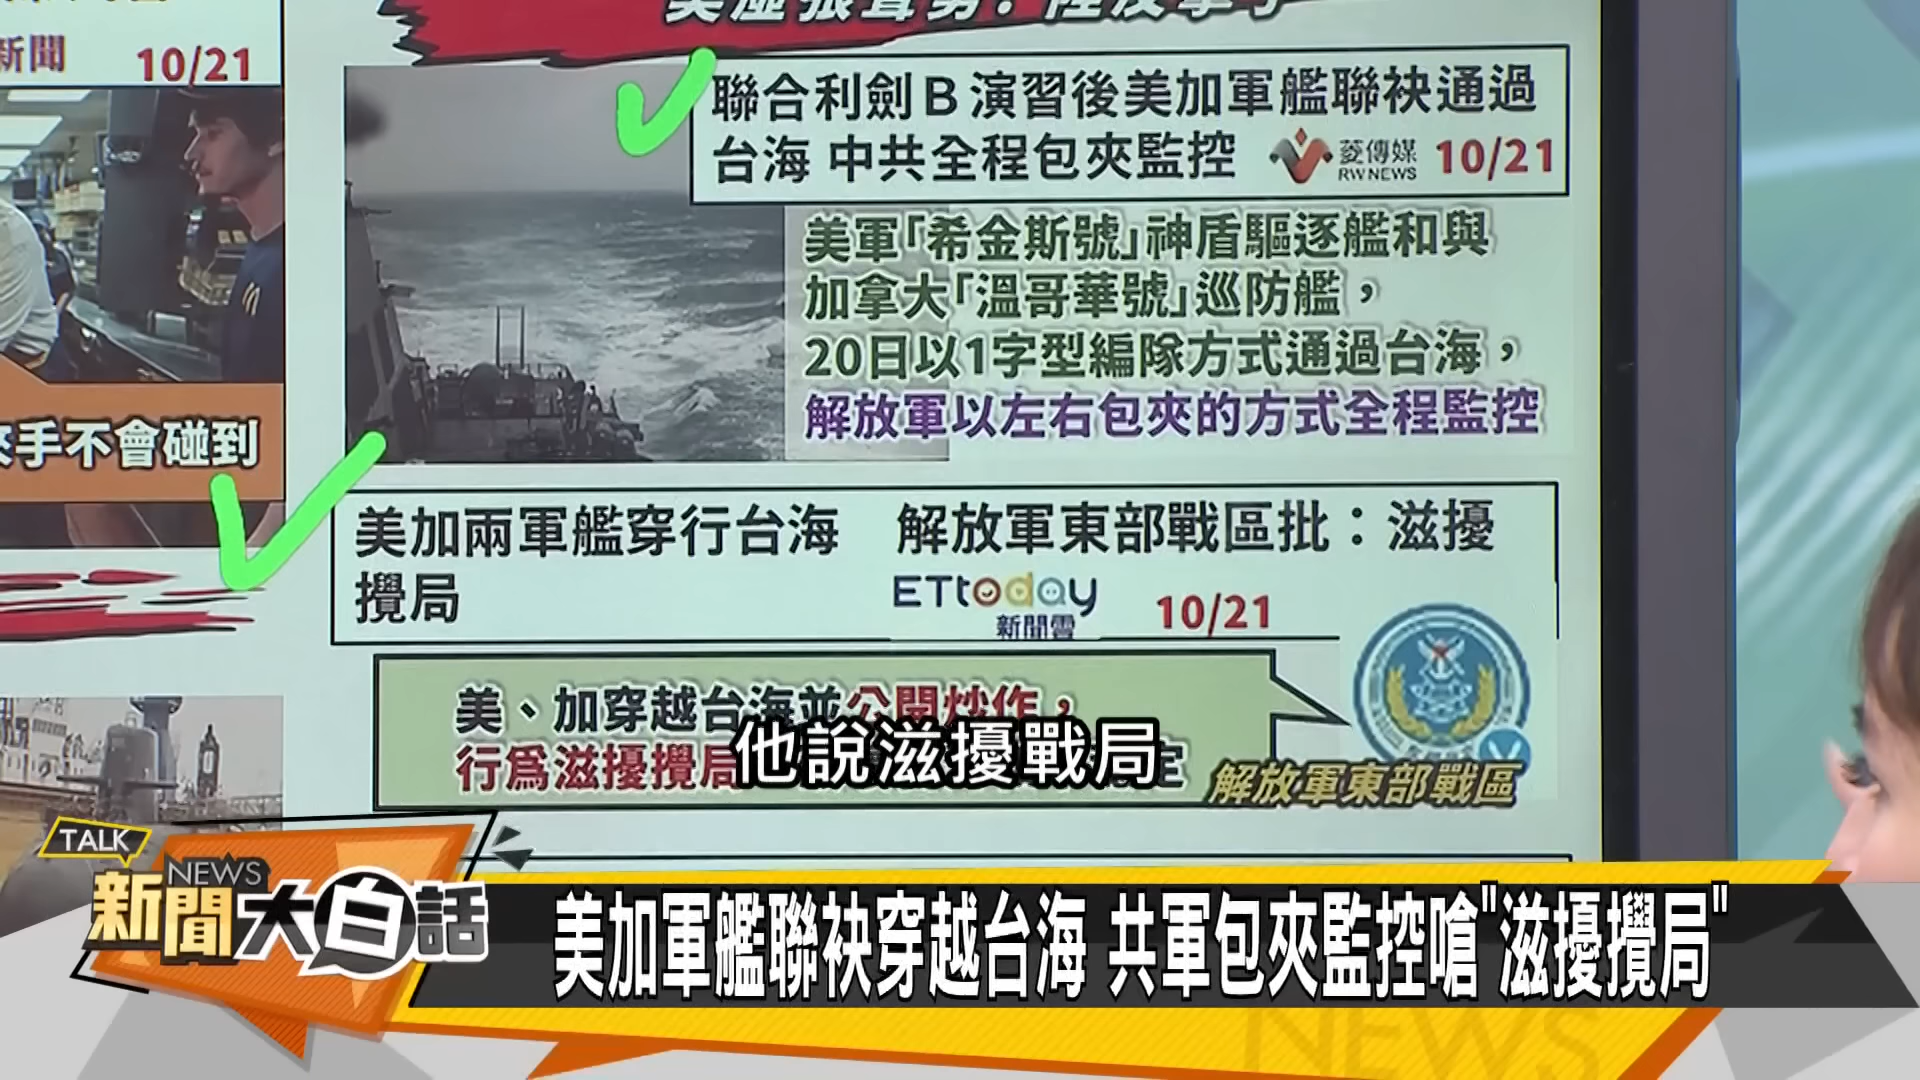 新聞 10/21
聯合利劍B演習後美加軍艦聯袂通過
台海 中共全程包夾監控 菱傳媒 RWNEWS 10/21
美軍「希金斯號」神盾驅逐艦和與
加拿大「溫哥華號」巡防艦，
20日以1字型編隊方式通過台海，
解放軍以左右包夾的方式全程監控
手不會碰到
美加兩軍艦穿行台海 解放軍東部戰區批：滋擾
攪局
ETtoday
新聞雲
10/21
美、加穿越台海並公開炒作，
行為滋擾攪局
定
解放軍東部戰區
他說滋擾戰局
TALK
NEWS
新聞大白話
美加軍艦聯袂穿越台海 共軍包夾監控嗆"滋擾攪局"
NEWS